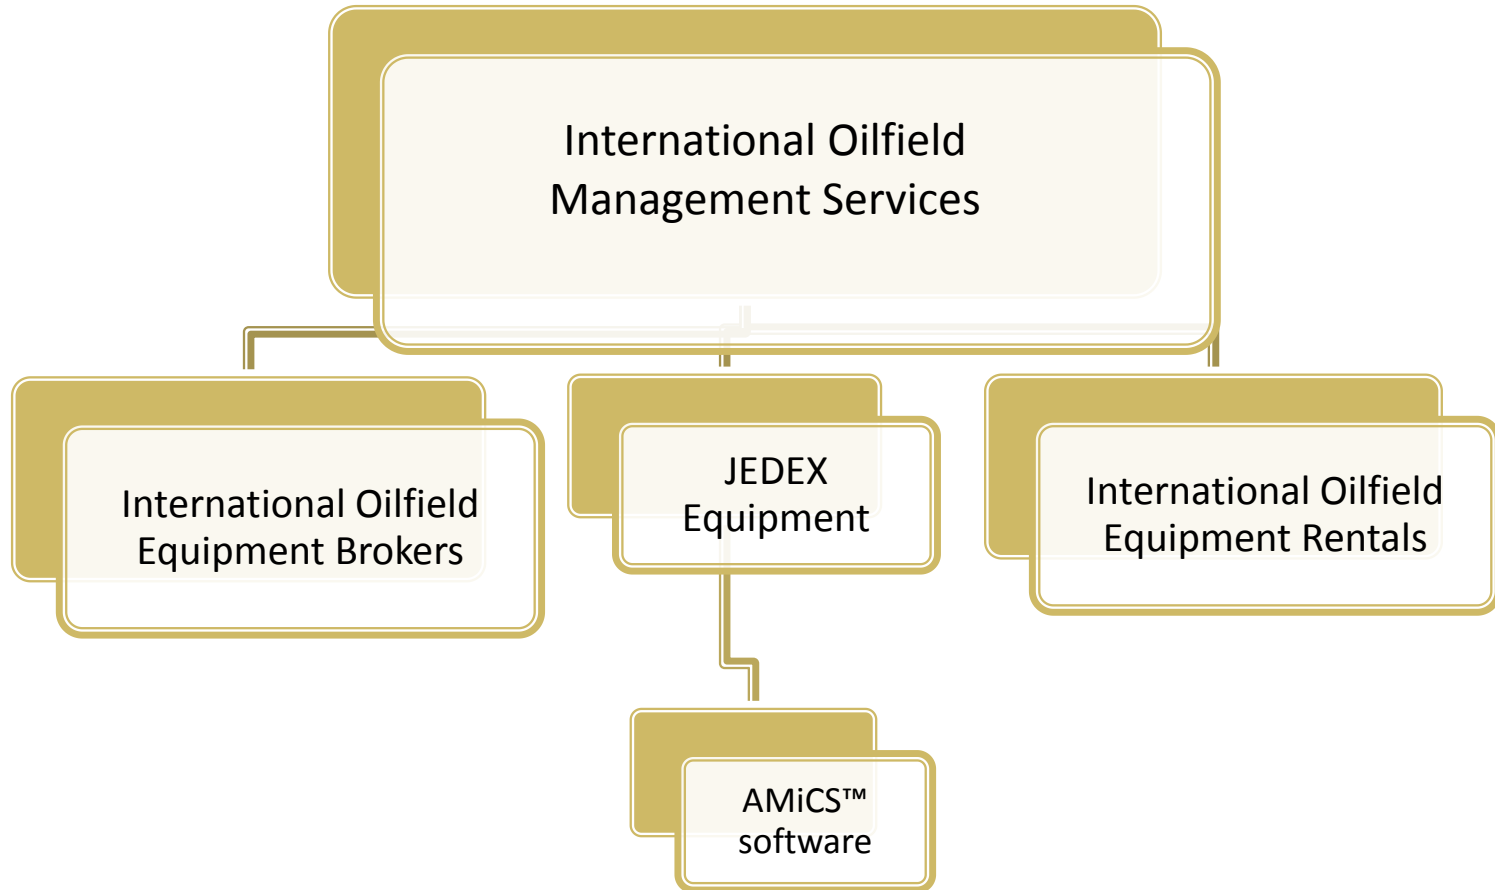 International Oilfield
Management Services
International Oilfield
Equipment Brokers
JEDEX
Equipment
International Oilfield
Equipment Rentals
AMiCS™
software